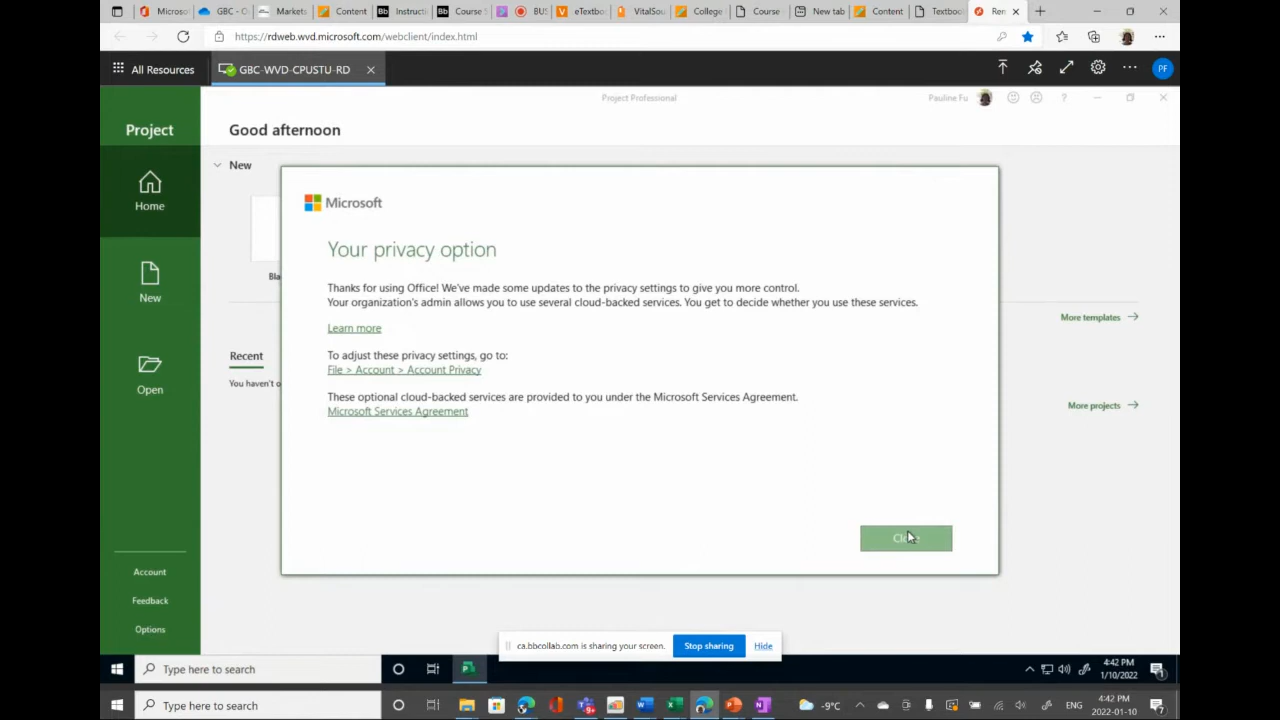 Microso
GBC - O
Markets
Content
Instructi
Course S
BUS
eTextbo
VitalSou
College
Course
New tab
Content
Textboo
Ren
https://rdweb.wvd.microsoft.com/webclient/index.html
All Resources
GBC-WVD-CPUSTU-RD
PF
Project Professional
Pauline Fu
Project
Good afternoon
New
Home
Microsoft
Your privacy option
Bla
New
Thanks for using Office! We've made some updates to the privacy settings to give you more control.
Your organization's admin allows you to use several cloud-backed services. You get to decide whether you use these services.
More templates
Learn more
Recent
To adjust these privacy settings, go to:
File > Account > Account Privacy
You haven't o
Open
These optional cloud-backed services are provided to you under the Microsoft Services Agreement.
Microsoft Services Agreement
More projects
Account
Feedback
Options
ca.bbcollab.com is sharing your screen.
Stop sharing
Hide
Type here to search
4:42 PM
1/10/2022
Type here to search
-9°C
ENG
4:42 PM
2022-01-10